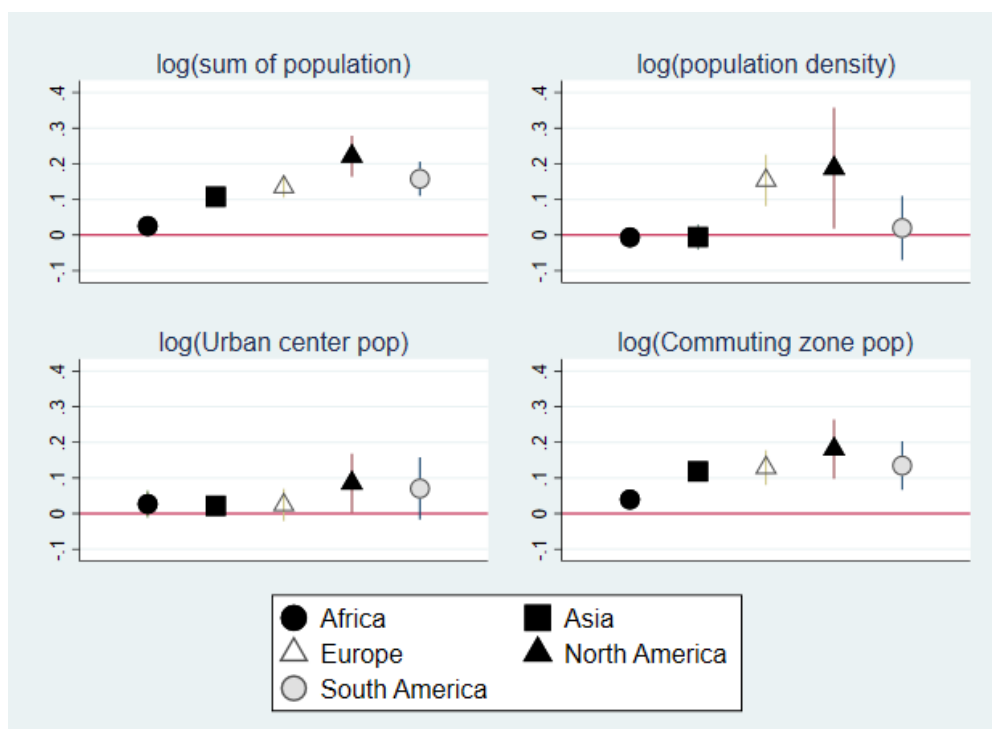 log(sum of population)
.4
.3
.2
.1
0
-.1
log(population density)
.4
.3
.2
.1
0
-.1
log(Urban center pop)
.4
.3
.2
.1
0
-.1
log(Commuting zone pop)
.4
.3
.2
.1
0
-.1
Africa
Asia
Europe
North America
South America